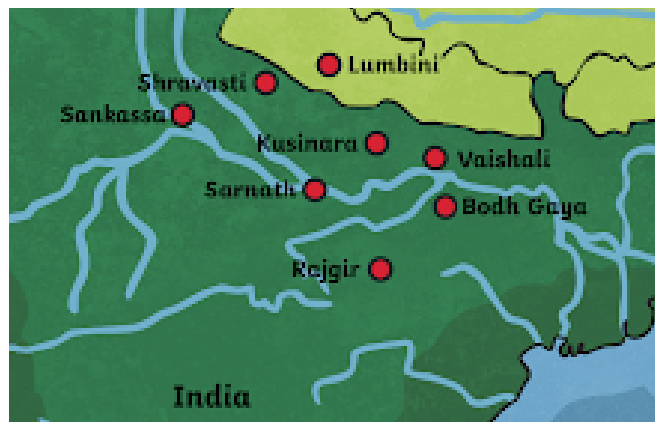 Lumbini
Shravasti
Sankassa
Kusinara
Vaishali
Sarnath
Bodh Gaya
Rajgir
India